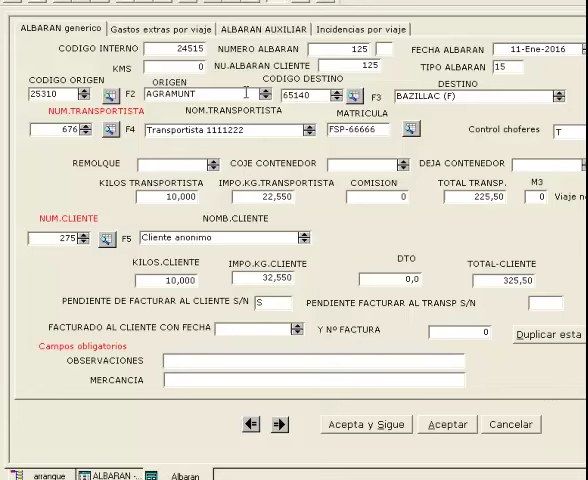 ALBARAN generico Gastos extras por viaje ALBARAN AUXILIAR Incidencias por viaje
CODIGO INTERNO 24515 NUMERO ALBARAN 125 FECHA ALBARAN 11-Ene-2016
KMS 0 NU.ALBARAN CLIENTE 125 TIPO ALBARAN 15
CODIGO ORIGEN ORIGEN CODIGO DESTINO DESTINO
25310 F2 AGRAMUNT 65140 F3 BAZILLAC (F)
NUM.TRANSPORTISTA NOM.TRANSPORTISTA MATRICULA
676 F4 Transportista 1111222 FSP-66666 Control choferes T
REMOLQUE COJE CONTENEDOR DEJA CONTENEDOR
KILOS TRANSPORTISTA IMPO.KG.TRANSPORTISTA COMISION TOTAL TRANSP. M3
10,000 22,550 0 225,50 0 Viaje no
NUM.CLIENTE NOMB.CLIENTE
275 F5 Cliente anonimo
KILOS.CLIENTE IMPO.KG.CLIENTE DTO TOTAL-CLIENTE
10,000 32,550 0,0 325,50
PENDIENTE DE FACTURAR AL CLIENTE S/N S PENDIENTE FACTURAR AL TRANSP S/N
FACTURADO AL CLIENTE CON FECHA Y Nº FACTURA 0 Duplicar esta
Campos obligatorios
OBSERVACIONES
MERCANCIA
Acepta y Sigue Aceptar Cancelar
arranque ALBARAN -... Albaran